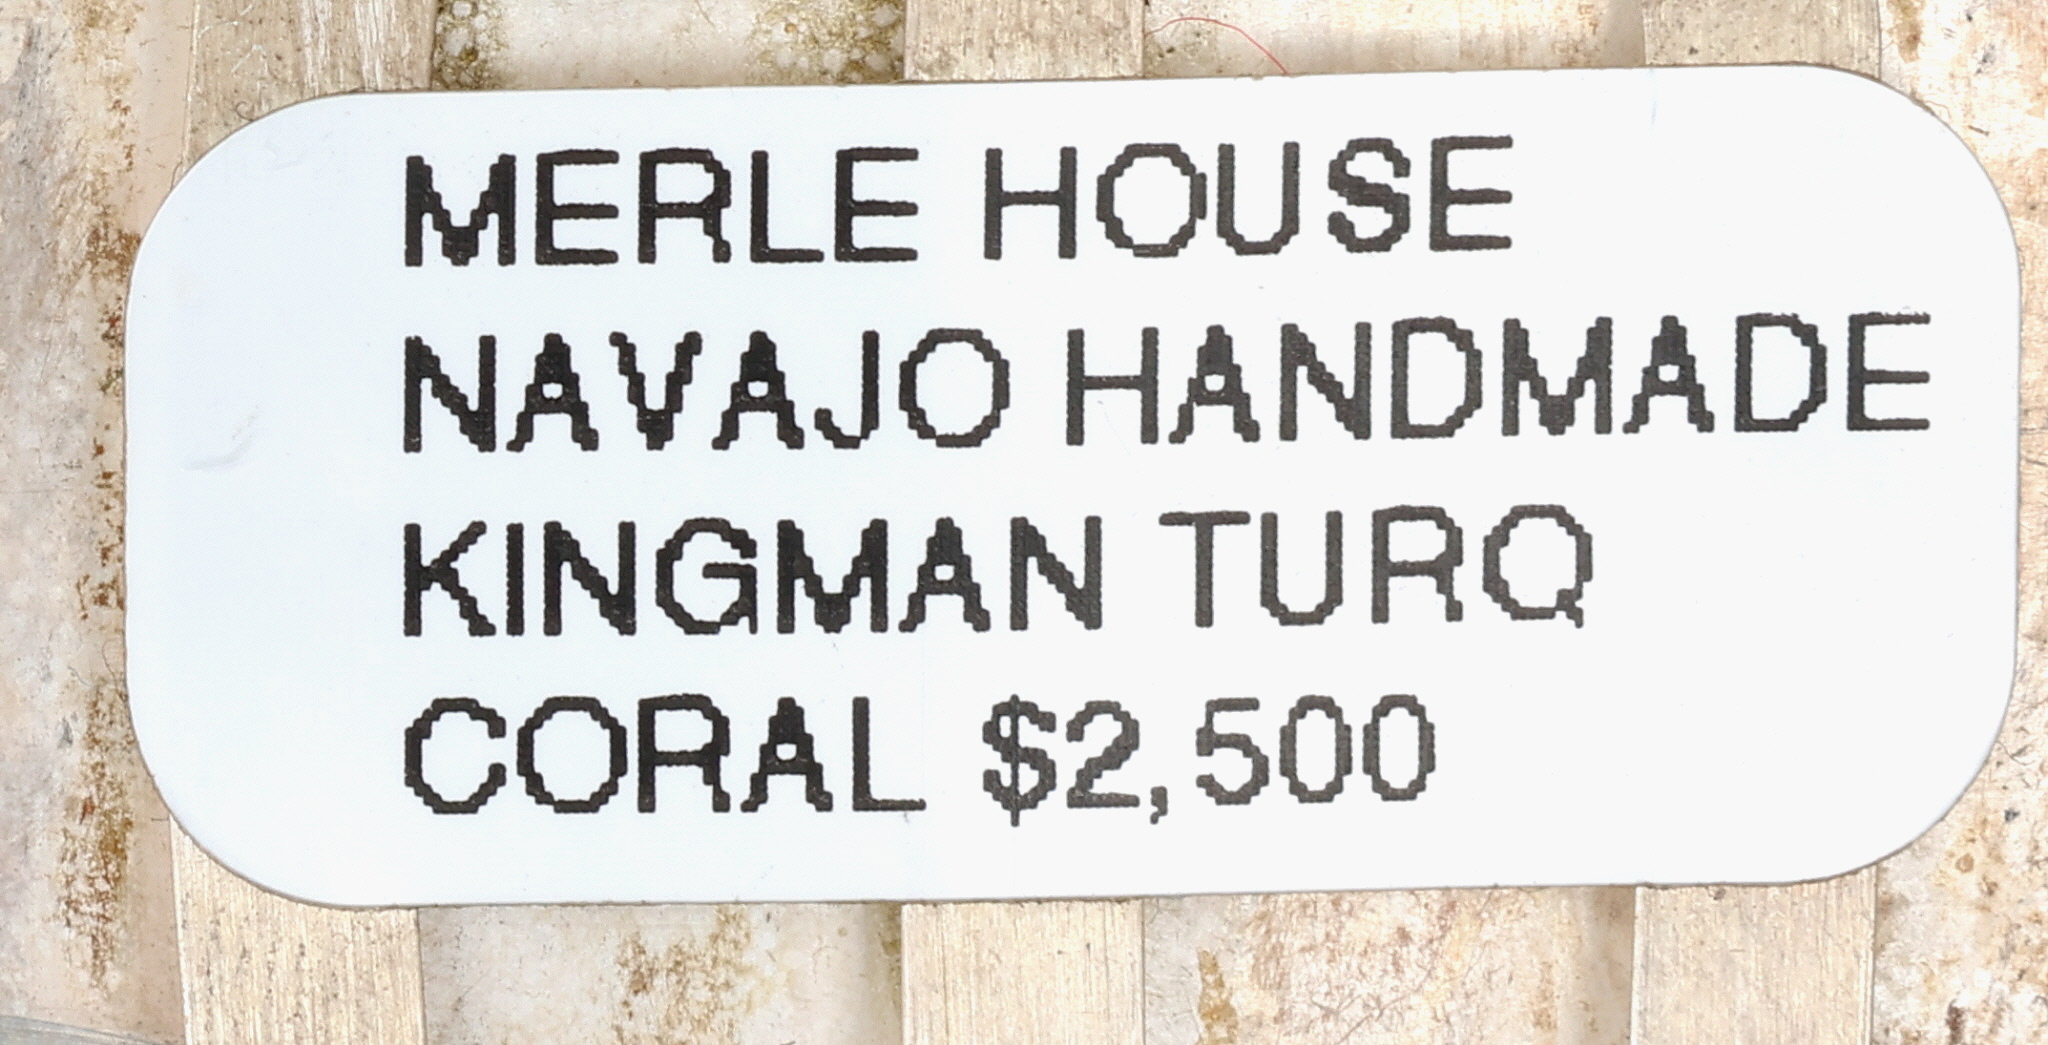 MERLE HOUSE
NAVAJO HANDMADE
KINGMAN TURQ
CORAL $2,500